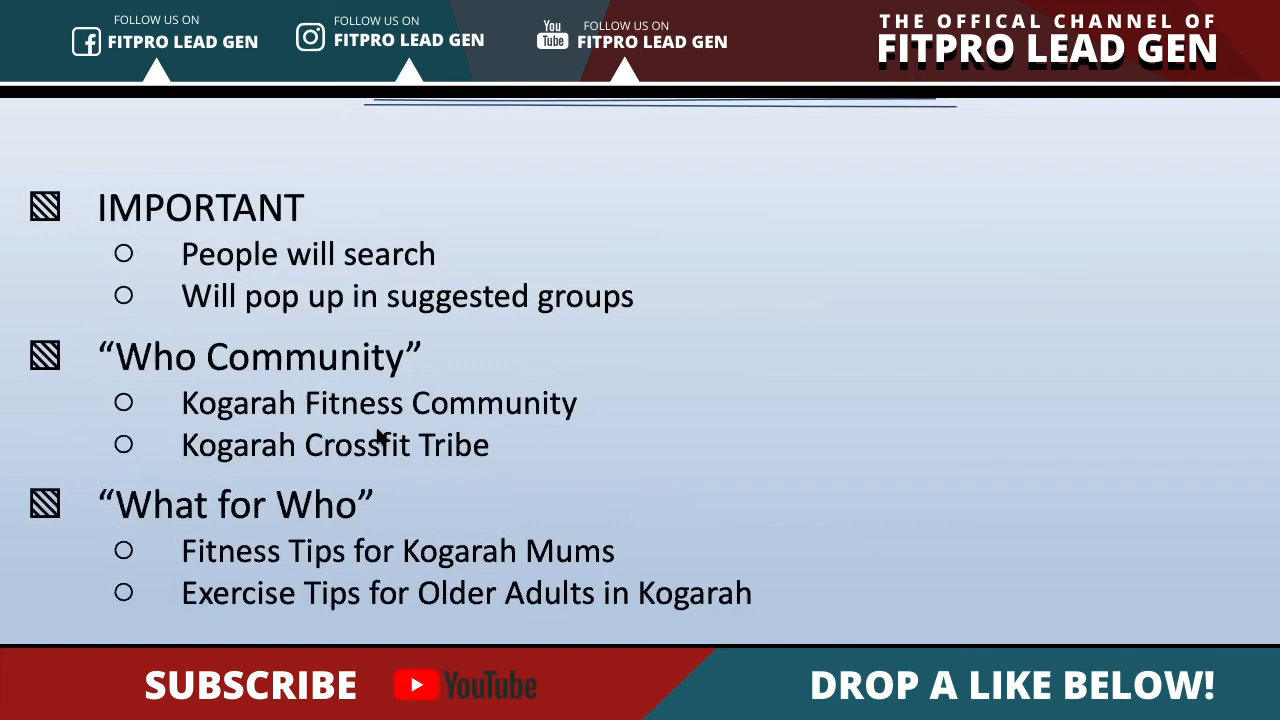 FOLLOW US ON
FITPRO LEAD GEN
FOLLOW US ON
FITPRO LEAD GEN
You
Tube
FOLLOW US ON
FITPRO LEAD GEN
THE OFFICAL CHANNEL OF
FITPRO LEAD GEN
IMPORTANT
People will search
Will pop up in suggested groups
“Who Community”
Kogarah Fitness Community
Kogarah Crossfit Tribe
“What for Who”
Fitness Tips for Kogarah Mums
Exercise Tips for Older Adults in Kogarah
SUBSCRIBE
YouTube
DROP A LIKE BELOW!